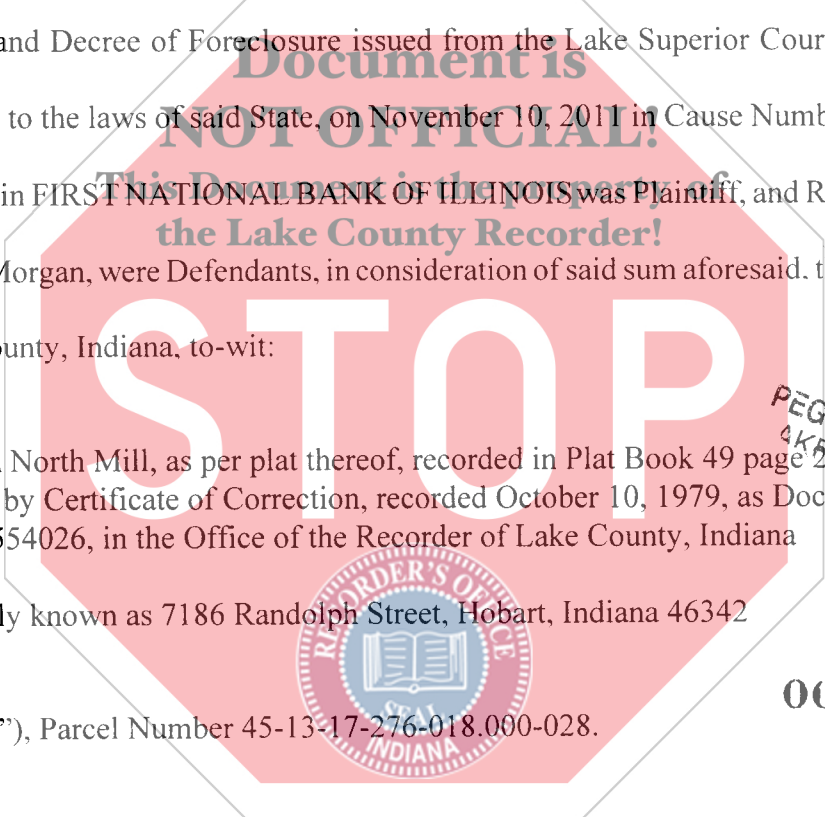 and Decree of Foreclosure issued from the Lake Superior Cour
Document is
to the laws of said State, on November 10, 2011 in Cause Numb
NOT OFFICIAL!
in FIRST NATIONAL BANK OF ILLINOIS was Plaintiff, and R
This Document is the property of
the Lake County Recorder!
Morgan, were Defendants, in consideration of said sum aforesaid. t
ounty, Indiana, to-wit:
STOP
PEG
North Mill, as per plat thereof, recorded in Plat Book 49 page 2
by Certificate of Correction, recorded October 10, 1979, as Doc
554026, in the Office of the Recorder of Lake County, Indiana
RECORDER'S OFFICE
ly known as 7186 Randolph Street, Hobart, Indiana 46342
SEAL
"), Parcel Number 45-13-17-276-018.000-028.
INDIANA